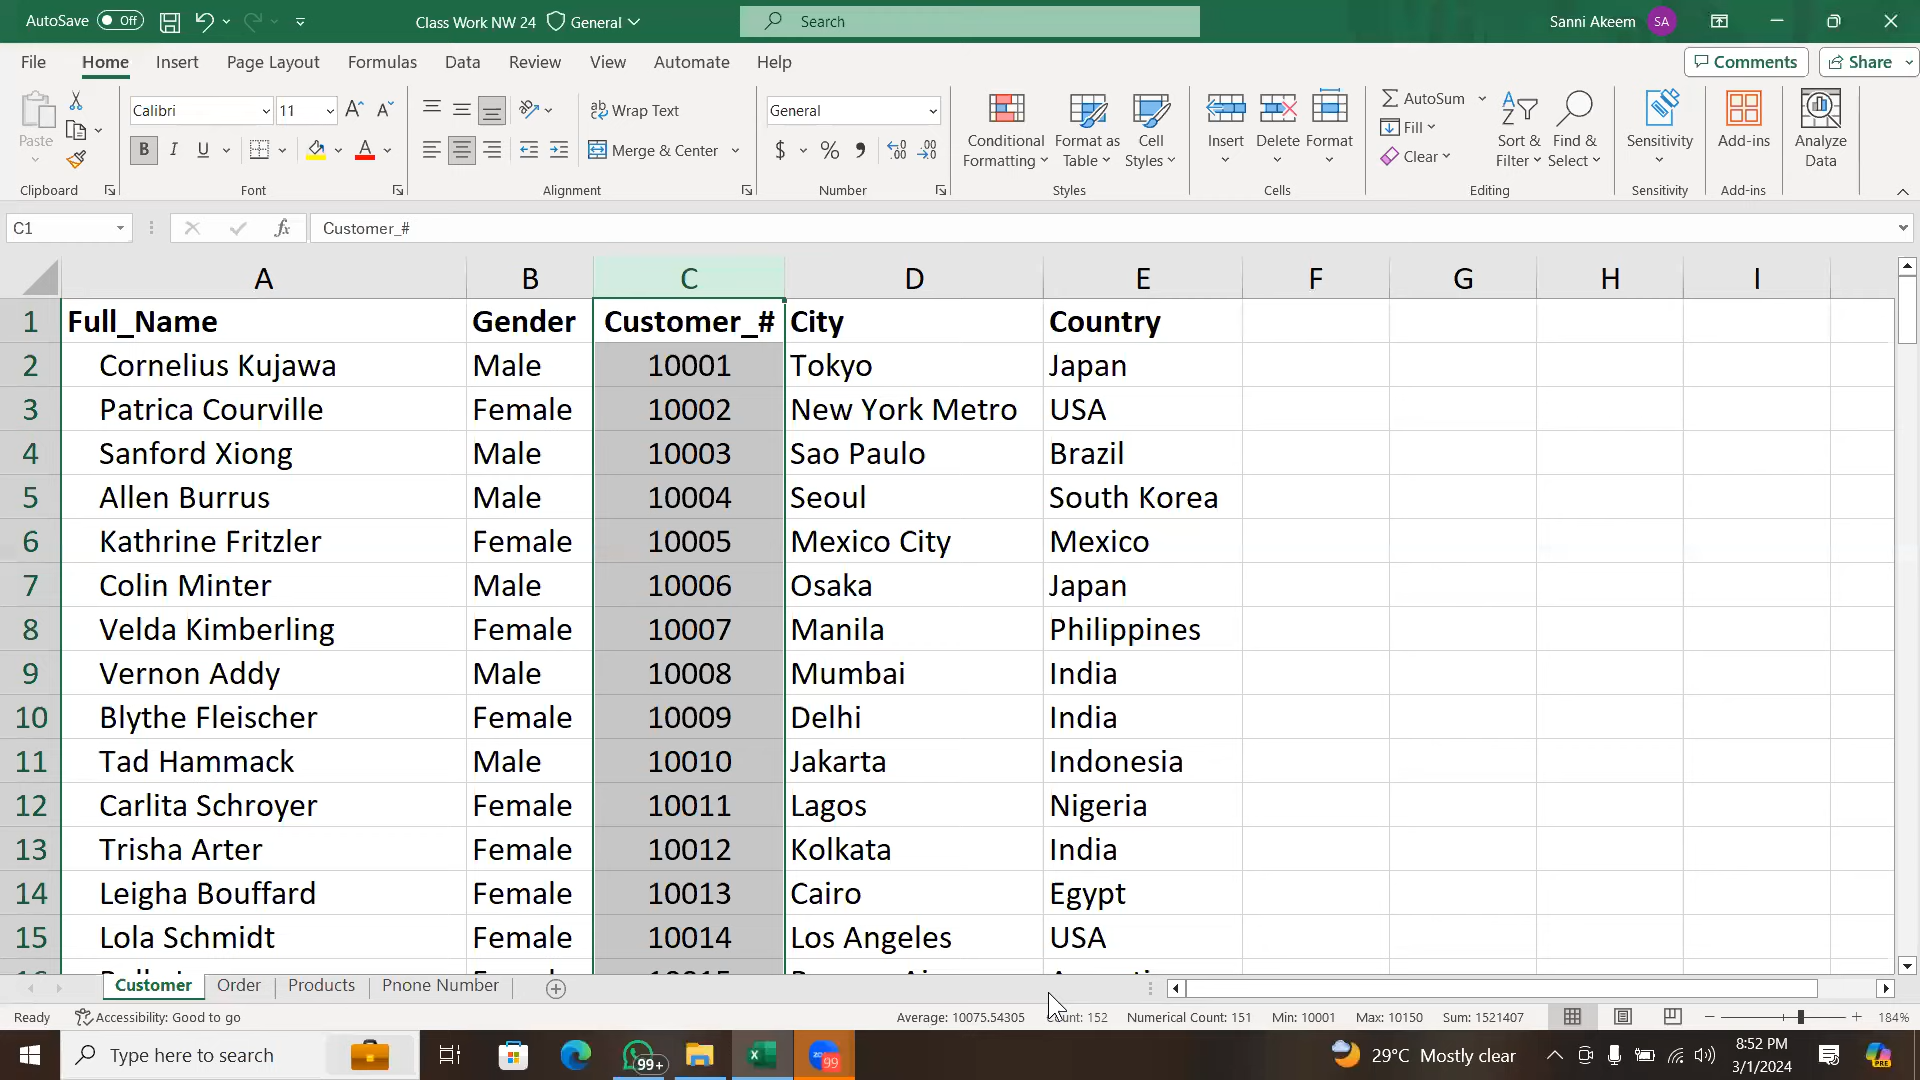 AutoSave Off Class Work NW 24 General Search Sanni Akeem SA
File Home Insert Page Layout Formulas Data Review View Automate Help Comments Share
Paste
Clipboard
Calibri 11
B I U
Font
Wrap Text
Merge & Center
Alignment
General
$ % ,
Number
Conditional Formatting
Format as Table
Cell Styles
Styles
Insert Delete Format
Cells
AutoSum
Fill
Clear
Sort & Filter
Find & Select
Editing
Sensitivity
Sensitivity
Add-ins
Add-ins
Analyze Data
C1 fx Customer_#
A B C D E F G H I
1 Full_Name Gender Customer_# City Country
2 Cornelius Kujawa Male 10001 Tokyo Japan
3 Patrica Courville Female 10002 New York Metro USA
4 Sanford Xiong Male 10003 Sao Paulo Brazil
5 Allen Burrus Male 10004 Seoul South Korea
6 Kathrine Fritzler Female 10005 Mexico City Mexico
7 Colin Minter Male 10006 Osaka Japan
8 Velda Kimberling Female 10007 Manila Philippines
9 Vernon Addy Male 10008 Mumbai India
10 Blythe Fleischer Female 10009 Delhi India
11 Tad Hammack Male 10010 Jakarta Indonesia
12 Carlita Schroyer Female 10011 Lagos Nigeria
13 Trisha Arter Female 10012 Kolkata India
14 Leigha Bouffard Female 10013 Cairo Egypt
15 Lola Schmidt Female 10014 Los Angeles USA
Customer Order Products Pnone Number
Ready Accessibility: Good to go Average: 10075.54305 Count: 152 Numerical Count: 151 Min: 10001 Max: 10150 Sum: 1521407 184%
Type here to search 99+ zoom 99 29°C Mostly clear 8:52 PM
3/1/2024
PRE